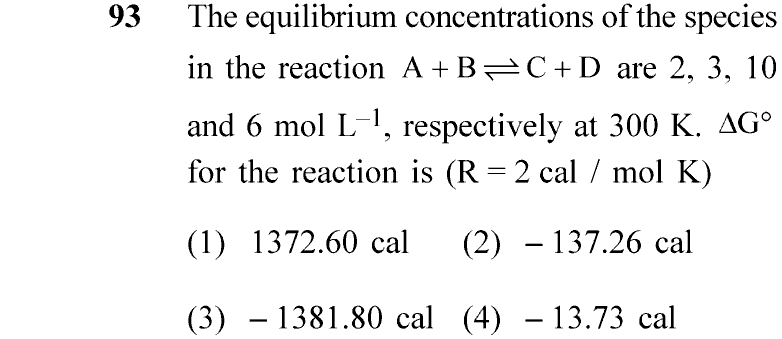 93 The equilibrium concentrations of the species
in the reaction A + B ⇌ C + D are 2, 3, 10
and 6 mol L⁻¹, respectively at 300 K. ΔG°
for the reaction is (R = 2 cal / mol K)
(1) 1372.60 cal (2) – 137.26 cal
(3) – 1381.80 cal (4) – 13.73 cal